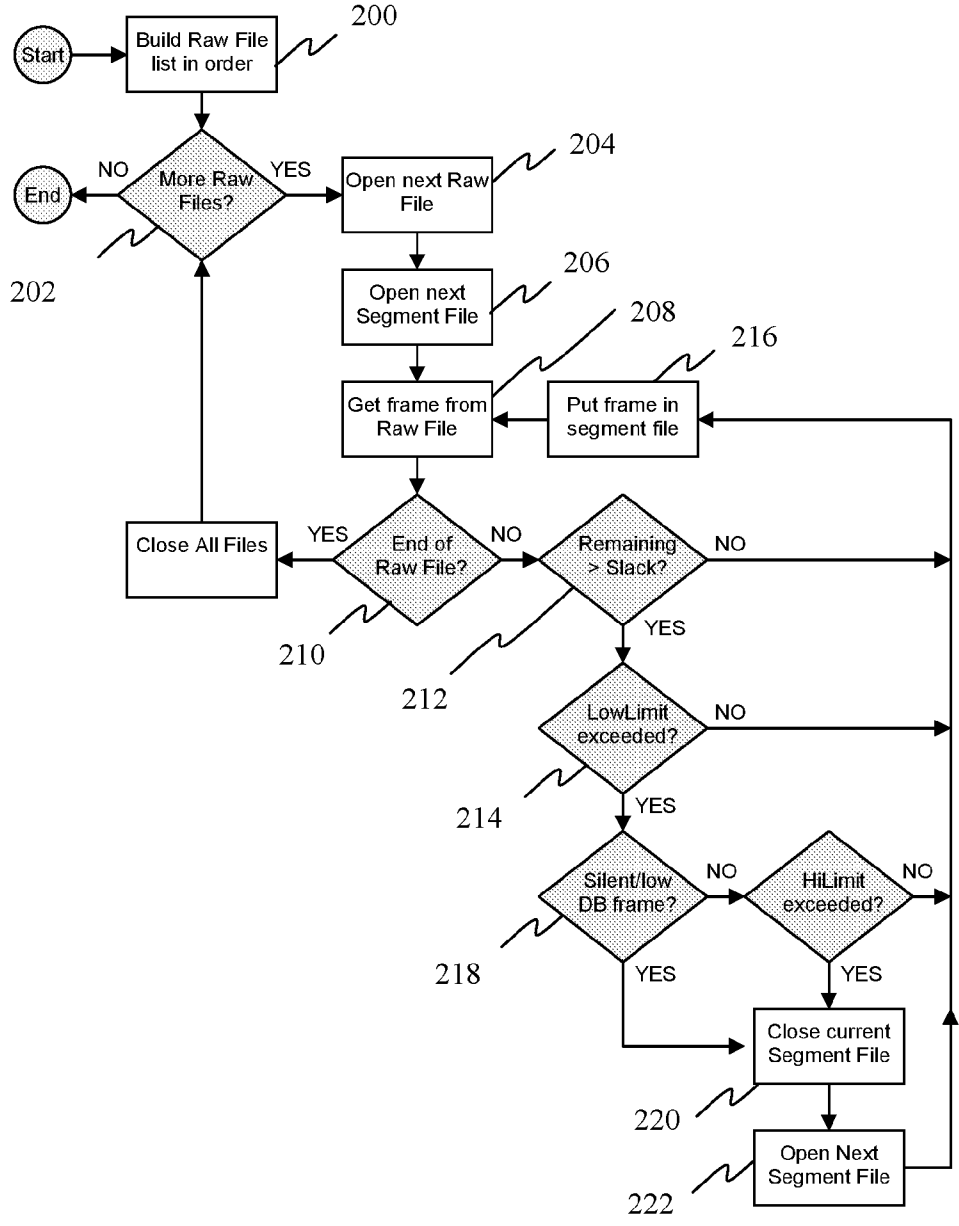 200
Start
Build Raw File
list in order
NO
YES
204
End
More Raw
Files?
Open next Raw
File
202
206
Open next
Segment File
208
216
Get frame from
Raw File
Put frame in
segment file
YES
NO
NO
Close All Files
End of
Raw File?
Remaining
> Slack?
210
YES
212
LowLimit
exceeded?
NO
214
YES
Silent/low
DB frame?
NO
HiLimit
exceeded?
NO
218
YES
YES
Close current
Segment File
220
Open Next
Segment File
222